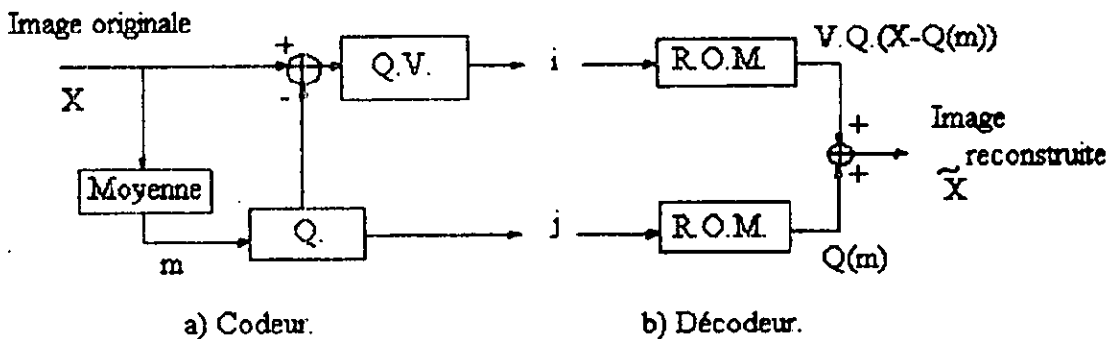 Image originale
X
+
-
Q.V.
i
R.O.M.
V.Q.(X-Q(m))
Moyenne
m
Q.
j
R.O.M.
Q(m)
+
+
Image
reconstruite
X̃
a) Codeur.
b) Décodeur.